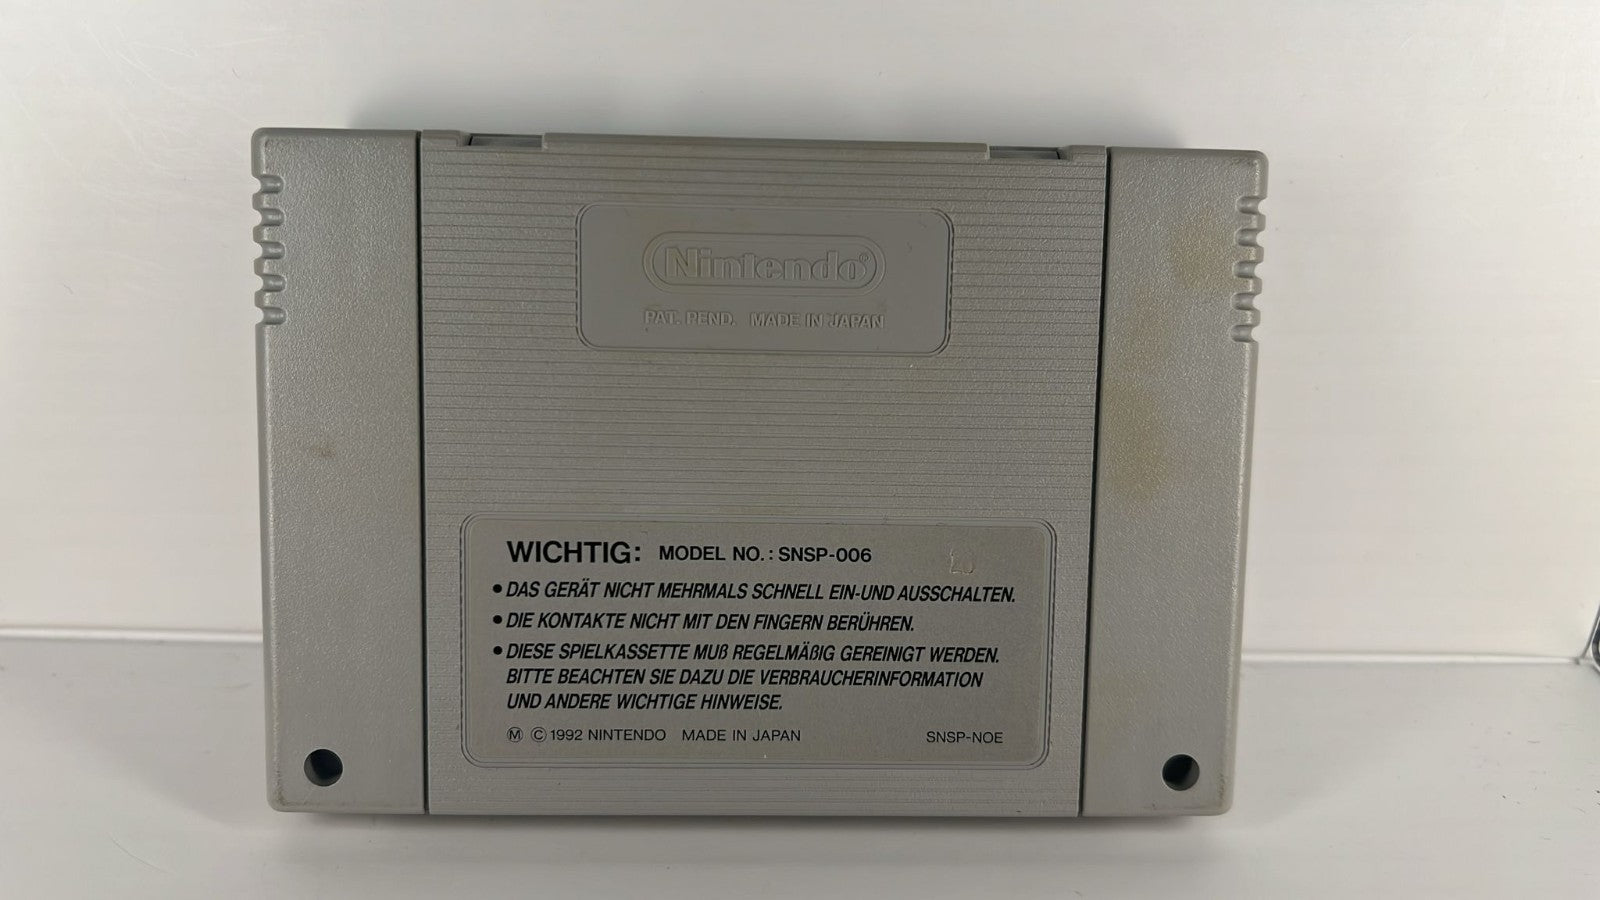 Nintendo®
PAT. PEND. MADE IN JAPAN
WICHTIG: MODEL NO.: SNSP-006
• DAS GERÄT NICHT MEHRMALS SCHNELL EIN-UND AUSSCHALTEN.
• DIE KONTAKTE NICHT MIT DEN FINGERN BERÜHREN.
• DIESE SPIELKASSETTE MUß REGELMÄßIG GEREINIGT WERDEN.
BITTE BEACHTEN SIE DAZU DIE VERBRAUCHERINFORMATION
UND ANDERE WICHTIGE HINWEISE.
Ⓜ © 1992 NINTENDO MADE IN JAPAN SNSP-NOE